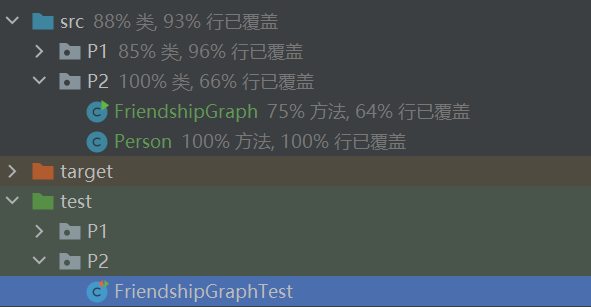 src 88% 类, 93% 行已覆盖
P1 85% 类, 96% 行已覆盖
P2 100% 类, 66% 行已覆盖
FriendshipGraph 75% 方法, 64% 行已覆盖
Person 100% 方法, 100% 行已覆盖
target
test
P1
P2
FriendshipGraphTest